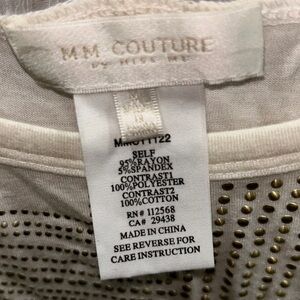 M.M. COUTURE
BY MISS ME
SELF
95%RAYON
5%SPANDEX
CONTRAST1
100%POLYESTER
CONTRAST2
100%COTTON
RN# 112568
CA# 29438
MADE IN CHINA
SEE REVERSE FOR
CARE INSTRUCTION